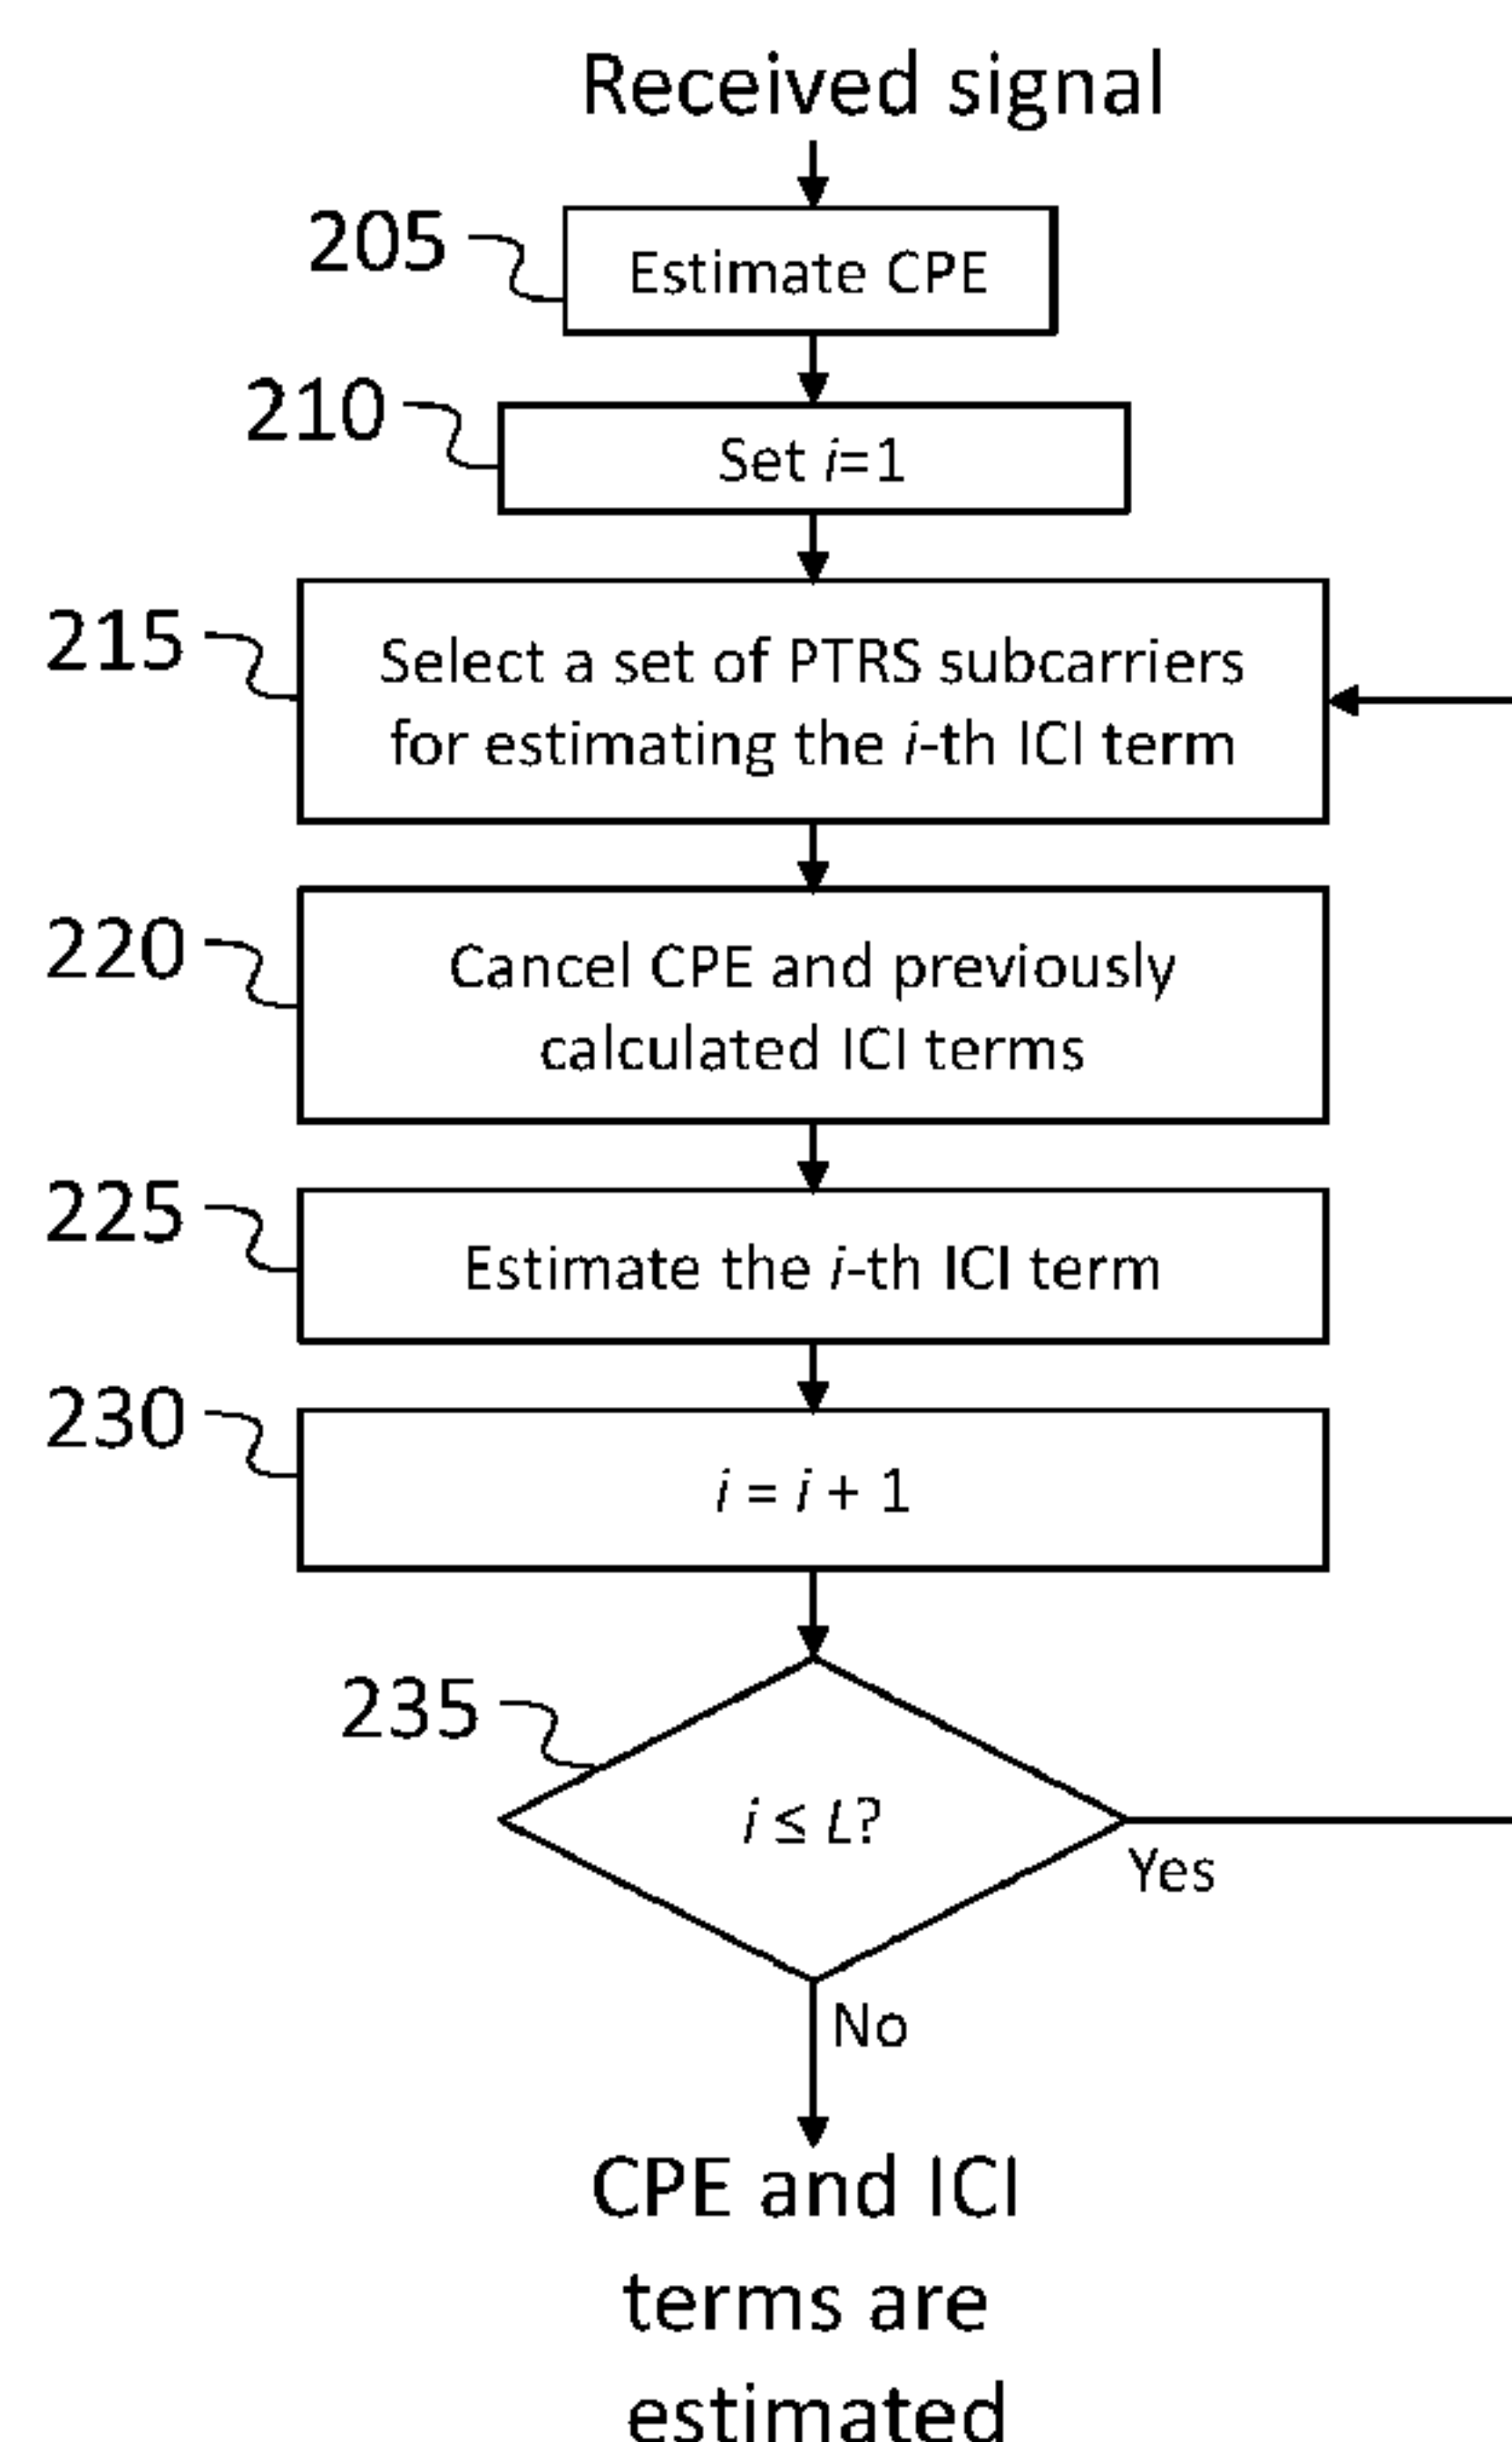 Received signal
205
Estimate CPE
210
Set i=1
215
Select a set of PTRS subcarriers
for estimating the i-th ICI term
220
Cancel CPE and previously
calculated ICI terms
225
Estimate the i-th ICI term
230
i = i + 1
235
i ≤ L?
Yes
No
CPE and ICI
terms are
estimated